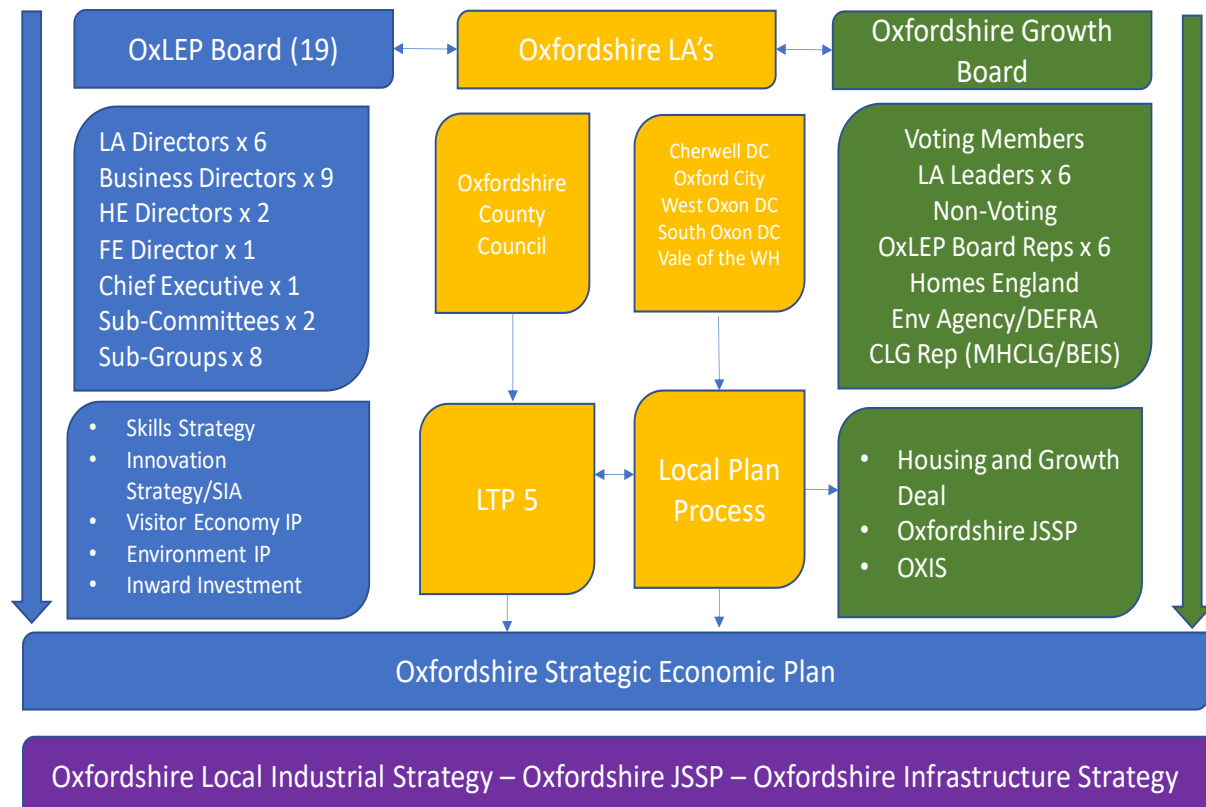 OxLEP Board (19)
Oxfordshire LA's
Oxfordshire Growth
Board
LA Directors x 6
Business Directors x 9
HE Directors x 2
FE Director x 1
Chief Executive x 1
Sub-Committees x 2
Sub-Groups x 8
Oxfordshire
County
Council
Cherwell DC
Oxford City
West Oxon DC
South Oxon DC
Vale of the WH
Voting Members
LA Leaders x 6
Non-Voting
OxLEP Board Reps x 6
Homes England
Env Agency/DEFRA
CLG Rep (MHCLG/BEIS)
• Skills Strategy
• Innovation
Strategy/SIA
• Visitor Economy IP
• Environment IP
• Inward Investment
LTP 5
Local Plan
Process
• Housing and Growth
Deal
• Oxfordshire JSSP
• OXIS
Oxfordshire Strategic Economic Plan
Oxfordshire Local Industrial Strategy – Oxfordshire JSSP – Oxfordshire Infrastructure Strategy